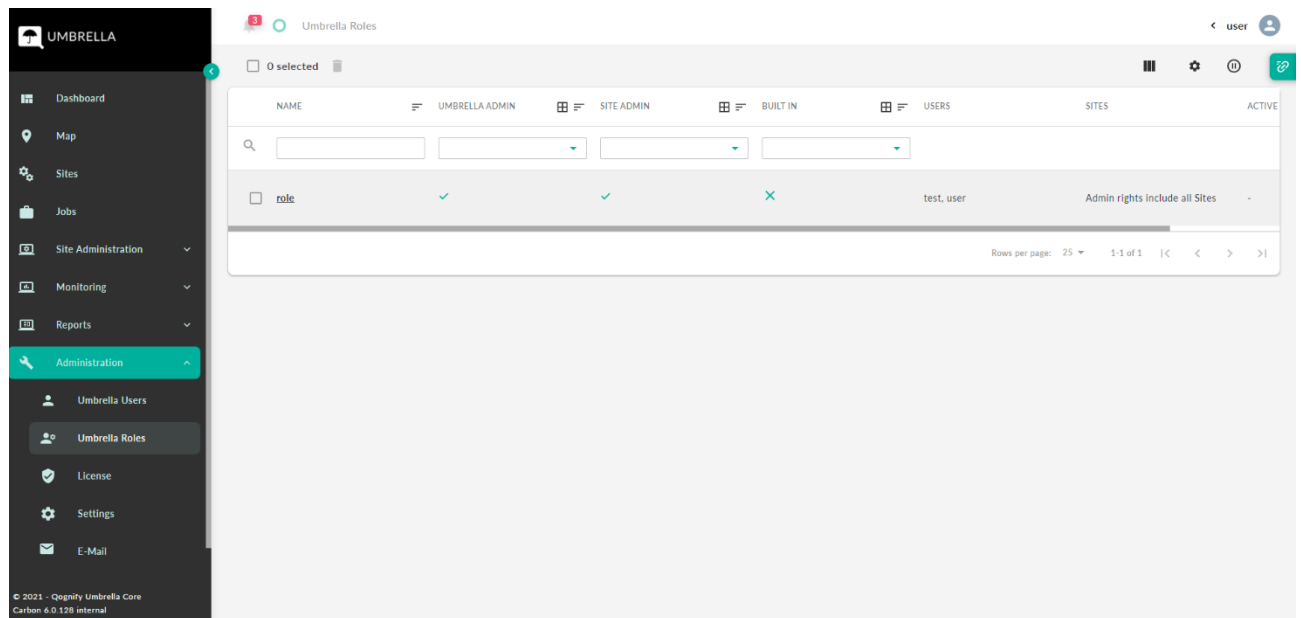 UMBRELLA
3
Umbrella Roles
user
0 selected
Dashboard
Map
Sites
Jobs
Site Administration
Monitoring
Reports
Administration
Umbrella Users
Umbrella Roles
License
Settings
E-Mail
© 2021 - Qognify Umbrella Core
Carbon 6.0.128 internal
NAME UMBRELLA ADMIN SITE ADMIN BUILT IN USERS SITES ACTIVE
role test, user Admin rights include all Sites -
Rows per page: 25 1-1 of 1